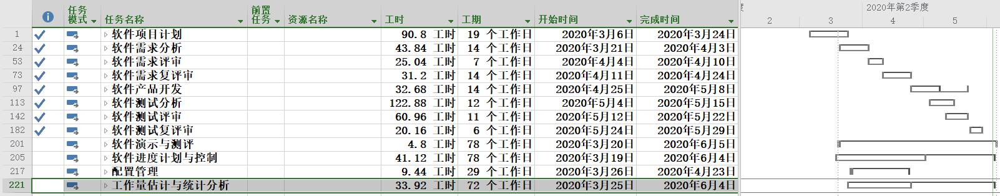 任务模式 任务名称 前置任务 资源名称 工时 工期 开始时间 完成时间 度 2020年第2季度
2 3 4 5
1 软件项目计划 90.8 工时 19 个工作日 2020年3月6日 2020年3月24日
24 软件需求分析 43.84 工时 14 个工作日 2020年3月21日 2020年4月3日
53 软件需求评审 25.04 工时 7 个工作日 2020年4月4日 2020年4月10日
73 软件需求复评审 31.2 工时 14 个工作日 2020年4月11日 2020年4月24日
97 软件产品开发 32.68 工时 14 个工作日 2020年4月25日 2020年5月8日
113 软件测试分析 122.88 工时 12 个工作日 2020年5月4日 2020年5月15日
142 软件测试评审 60.96 工时 11 个工作日 2020年5月12日 2020年5月22日
182 软件测试复评审 20.16 工时 6 个工作日 2020年5月24日 2020年5月29日
201 软件演示与测评 4.8 工时 78 个工作日 2020年3月20日 2020年6月5日
205 软件进度计划与控制 41.12 工时 78 个工作日 2020年3月19日 2020年6月4日
217 配置管理 9.44 工时 29 个工作日 2020年3月26日 2020年4月23日
221 工作量估计与统计分析 33.92 工时 72 个工作日 2020年3月25日 2020年6月4日